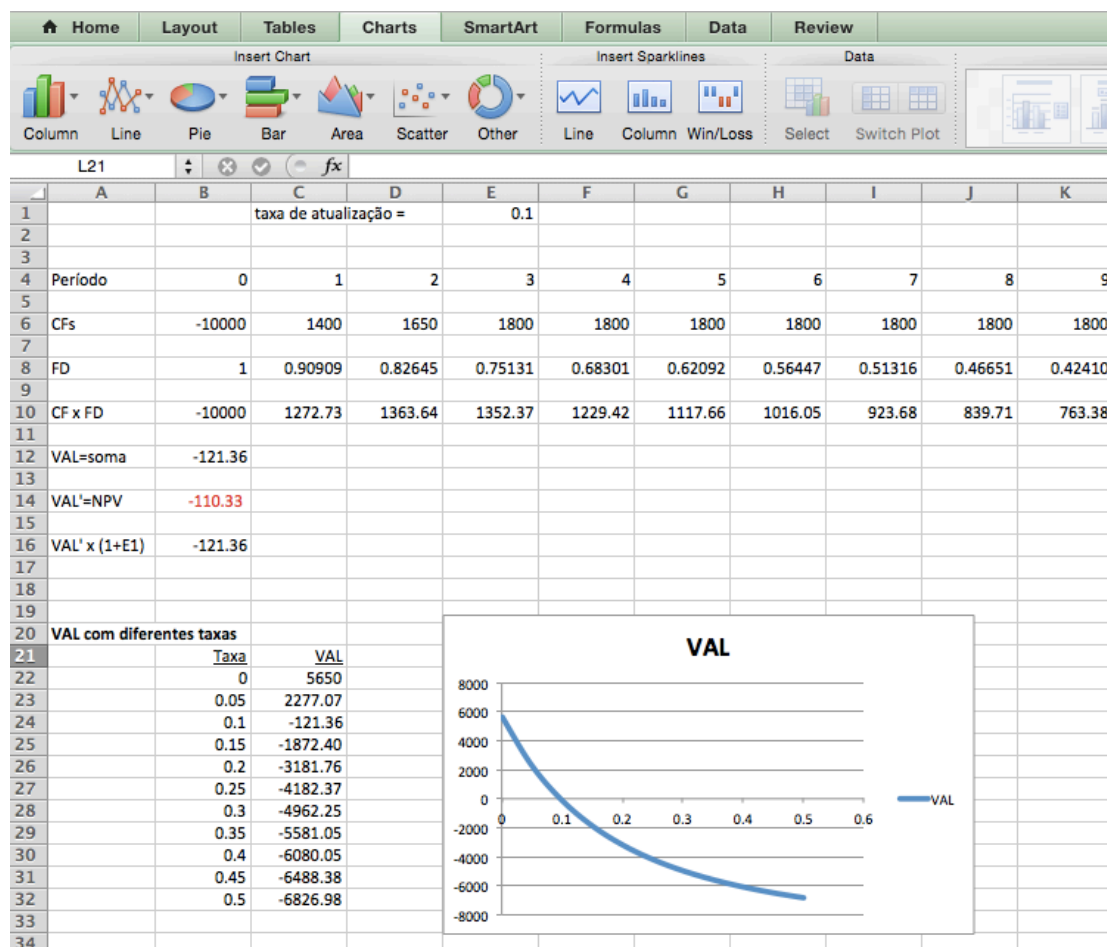 Home Layout Tables Charts SmartArt Formulas Data Review
Insert Chart Insert Sparklines Data
Column Line Pie Bar Area Scatter Other Line Column Win/Loss Select Switch Plot
L21 fx
A B C D E F G H I J K
1 taxa de atualização = 0.1
2
3
4 Período 0 1 2 3 4 5 6 7 8 9
5
6 CFs -10000 1400 1650 1800 1800 1800 1800 1800 1800 1800
7
8 FD 1 0.90909 0.82645 0.75131 0.68301 0.62092 0.56447 0.51316 0.46651 0.42410
9
10 CF x FD -10000 1272.73 1363.64 1352.37 1229.42 1117.66 1016.05 923.68 839.71 763.38
11
12 VAL=soma -121.36
13
14 VAL'=NPV -110.33
15
16 VAL' x (1+E1) -121.36
17
18
19
20 VAL com diferentes taxas
21 Taxa VAL
22 0 5650
23 0.05 2277.07
24 0.1 -121.36
25 0.15 -1872.40
26 0.2 -3181.76
27 0.25 -4182.37
28 0.3 -4962.25
29 0.35 -5581.05
30 0.4 -6080.05
31 0.45 -6488.38
32 0.5 -6826.98
33
34
VAL
8000
6000
4000
2000
0
-2000
-4000
-6000
-8000
0 0.1 0.2 0.3 0.4 0.5 0.6
VAL